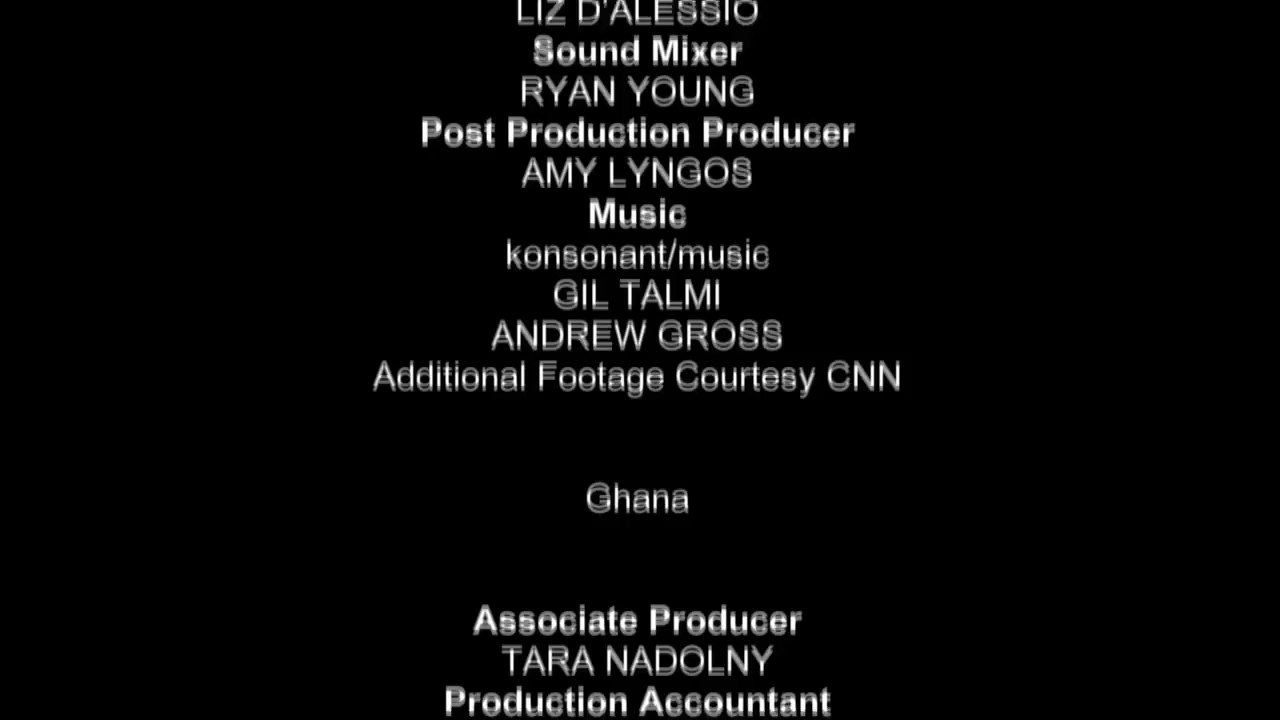 LIZ D'ALESSIO
Sound Mixer
RYAN YOUNG
Post Production Producer
AMY LYNGOS
Music
konsonant/music
GIL TALMI
ANDREW GROSS
Additional Footage Courtesy CNN
Ghana
Associate Producer
TARA NADOLNY
Production Accountant